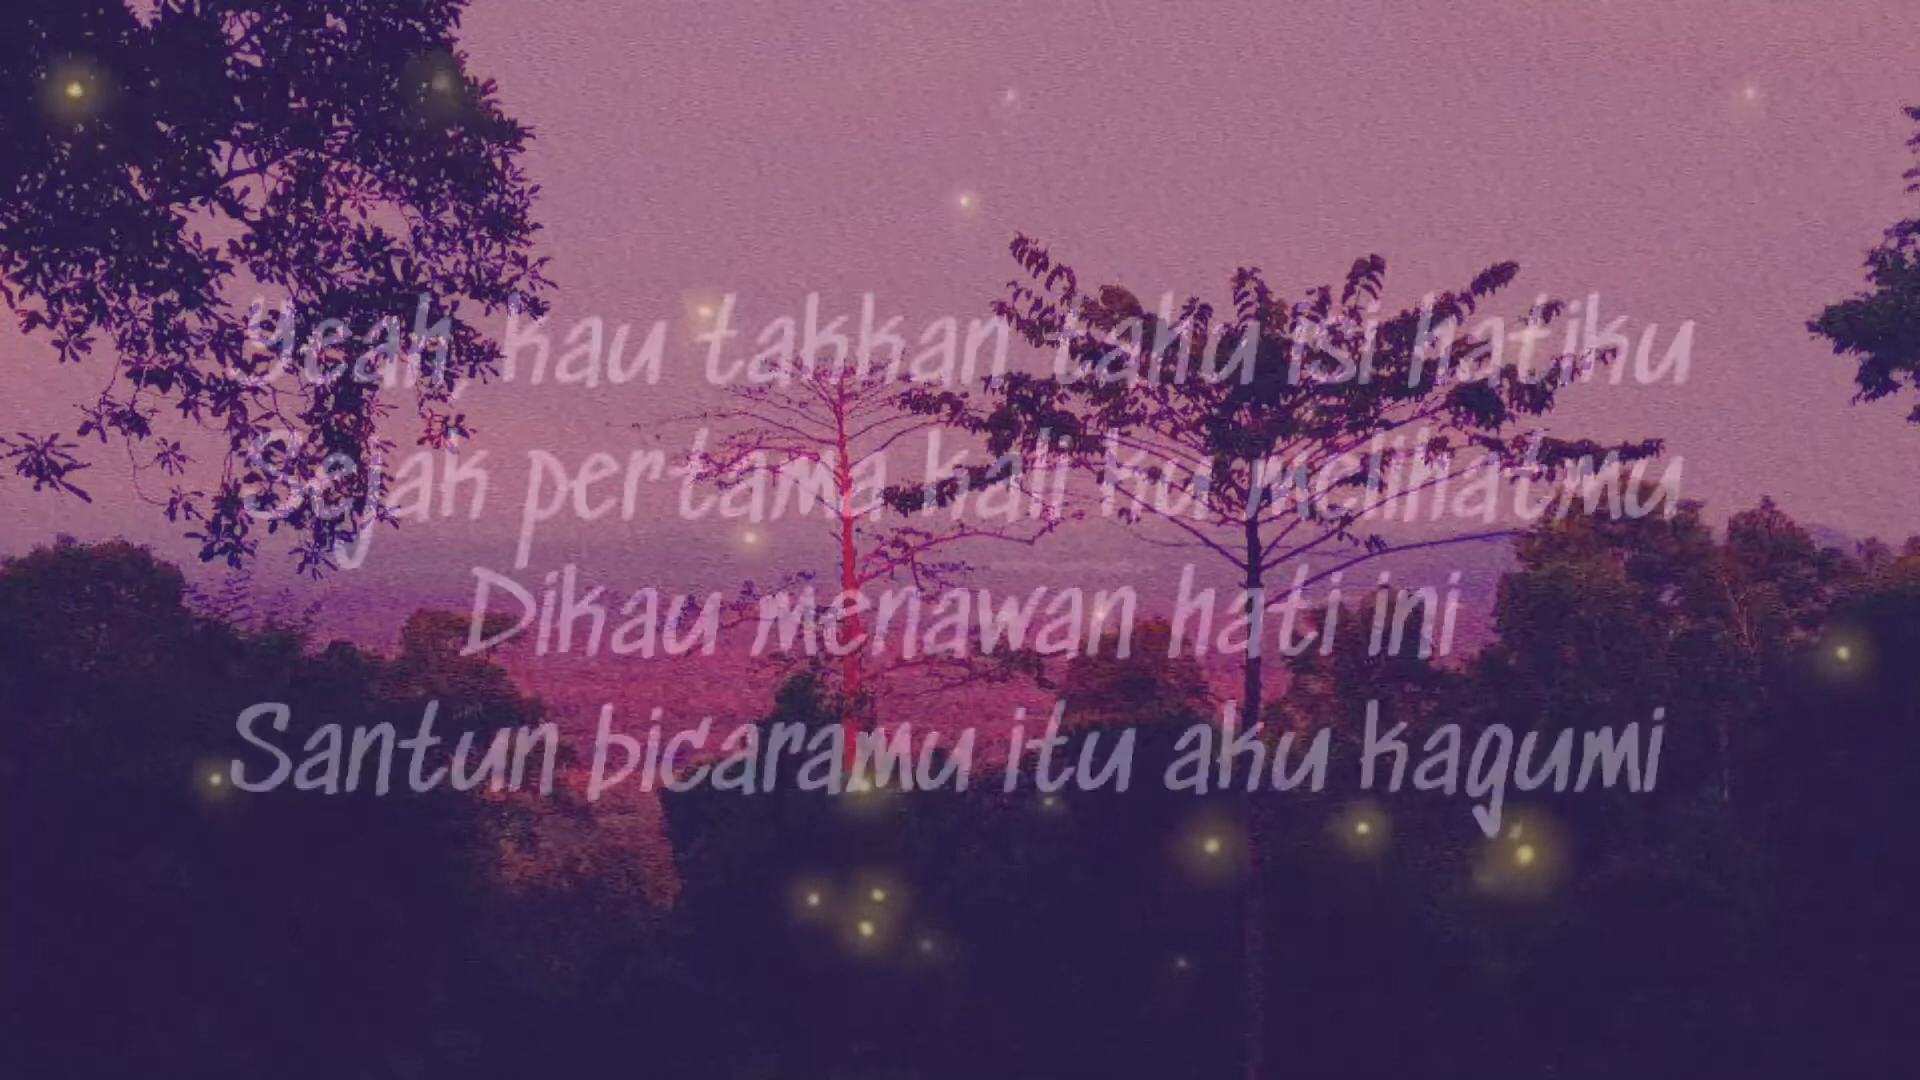 Yeah, kau takkan tahu isi hatiku
Sejak pertama kali ku melihatmu
Dikau menawan hati ini
Santun bicaramu itu aku kagumi